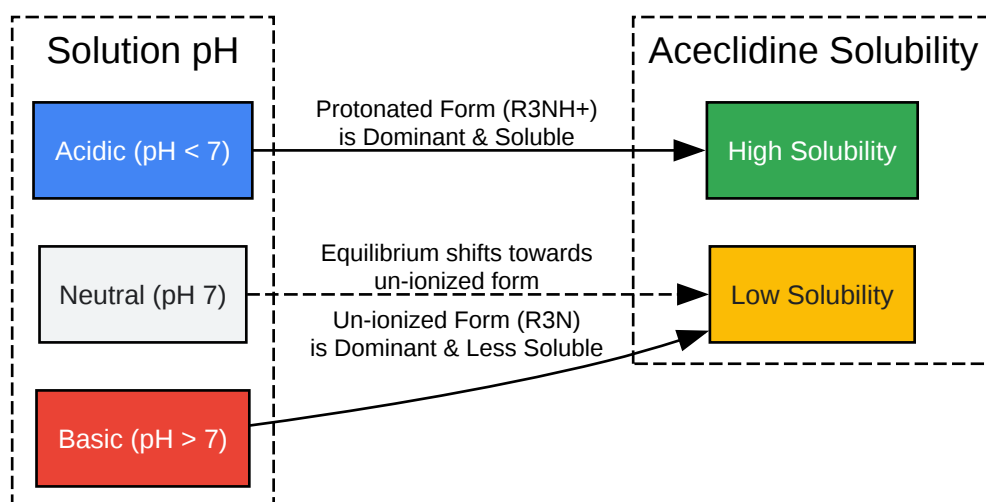 Solution pH
Aceclidine Solubility
Protonated Form (R3NH+)
is Dominant & Soluble
Acidic (pH < 7)
High Solubility
Equilibrium shifts towards
un-ionized form
Neutral (pH 7)
Low Solubility
Un-ionized Form (R3N)
is Dominant & Less Soluble
Basic (pH > 7)